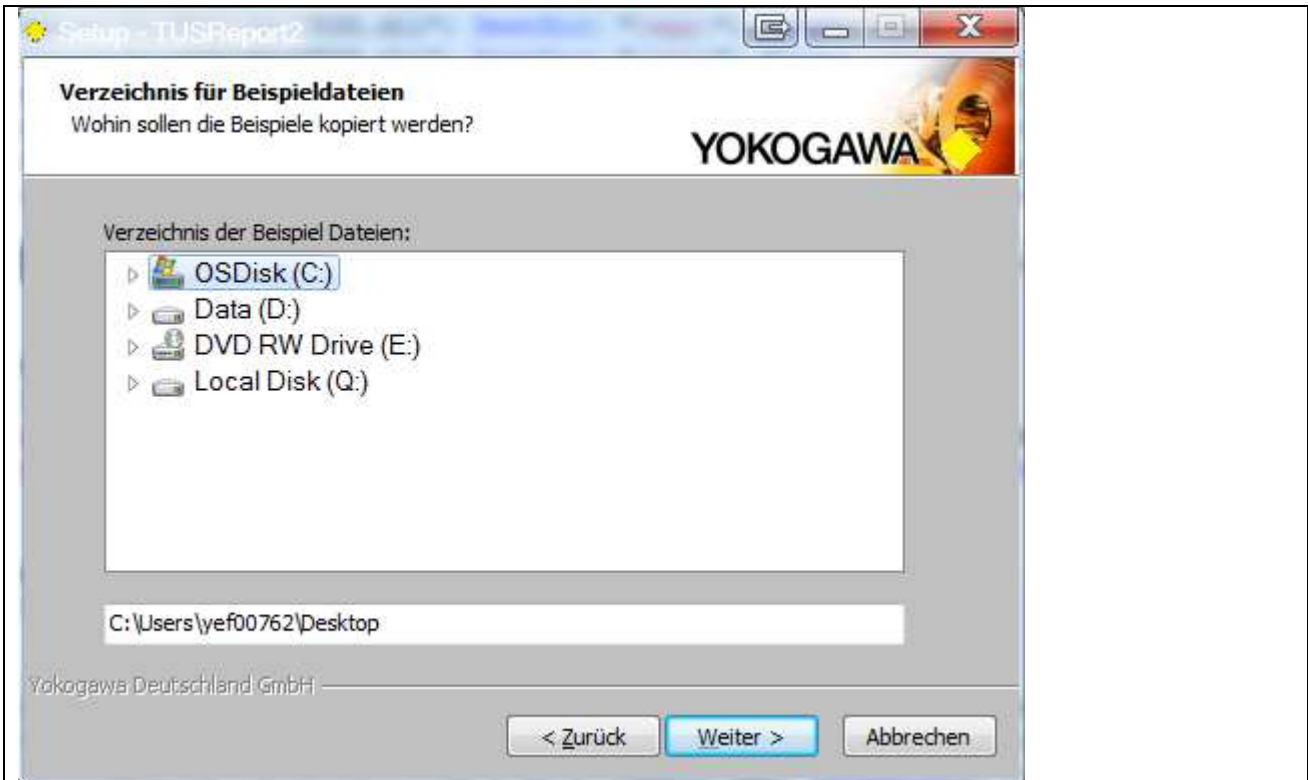 Setup - TUSReport2
Verzeichnis für Beispieldateien
Wohin sollen die Beispiele kopiert werden?
YOKOGAWA
Verzeichnis der Beispiel Dateien:
OSDisk (C:)
Data (D:)
DVD RW Drive (E:)
Local Disk (Q:)
C:\Users\yef00762\Desktop
Yokogawa Deutschland GmbH
< Zurück Weiter > Abbrechen